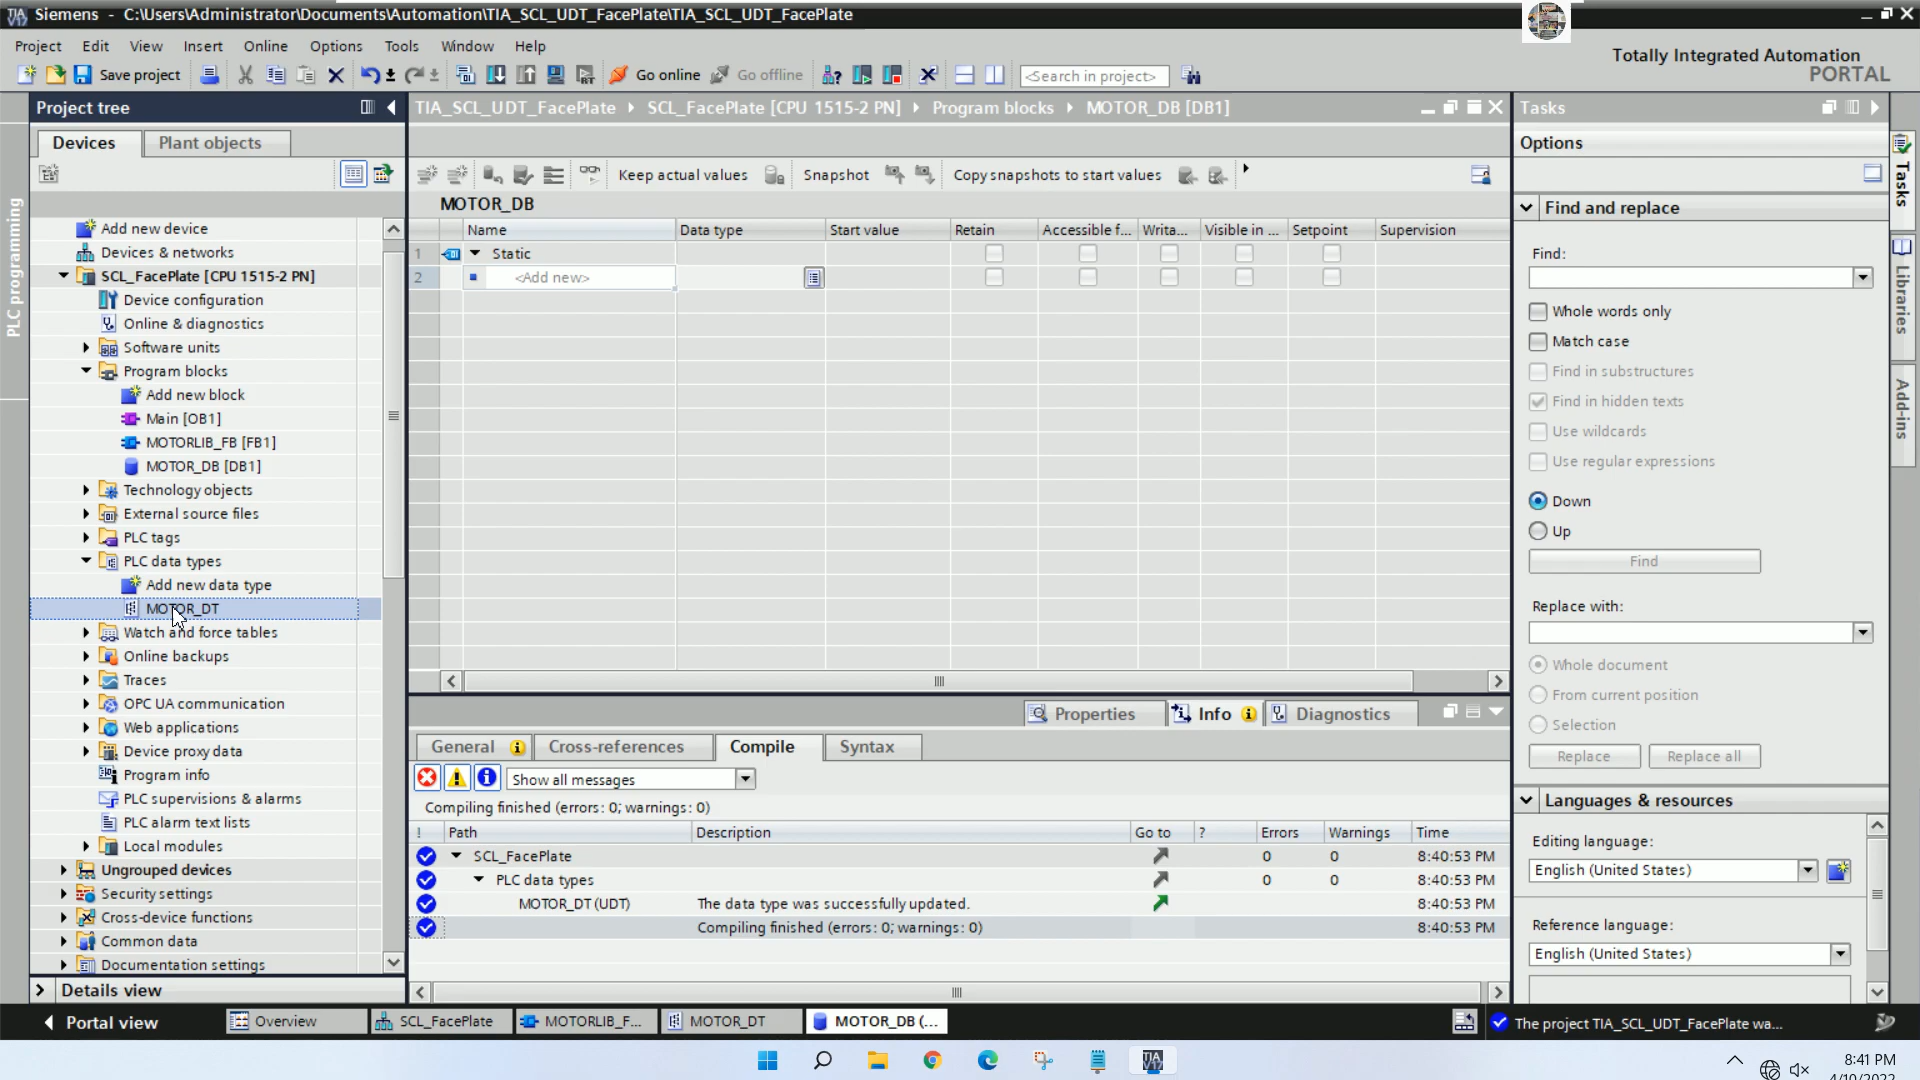 Siemens - C:\Users\Administrator\Documents\Automation\TIA_SCL_UDT_FacePlate\TIA_SCL_UDT_FacePlate
Project Edit View Insert Online Options Tools Window Help
Totally Integrated Automation
PORTAL
Save project
Go online
Go offline
<Search in project>
Project tree
Devices
Plant objects
PLC programming
Add new device
Devices & networks
SCL_FacePlate [CPU 1515-2 PN]
Device configuration
Online & diagnostics
Software units
Program blocks
Add new block
Main [OB1]
MOTORLIB_FB [FB1]
MOTOR_DB [DB1]
Technology objects
External source files
PLC tags
PLC data types
Add new data type
MOTOR_DT
Watch and force tables
Online backups
Traces
OPC UA communication
Web applications
Device proxy data
Program info
PLC supervisions & alarms
PLC alarm text lists
Local modules
Ungrouped devices
Security settings
Cross-device functions
Common data
Documentation settings
Details view
TIA_SCL_UDT_FacePlate SCL_FacePlate [CPU 1515-2 PN] Program blocks MOTOR_DB [DB1]
Keep actual values
Snapshot
Copy snapshots to start values
MOTOR_DB
Name Data type Start value Retain Accessible f... Writa... Visible in ... Setpoint Supervision
1 Static
2 <Add new>
Properties
Info
Diagnostics
General
Cross-references
Compile
Syntax
Show all messages
Compiling finished (errors: 0; warnings: 0)
! Path Description Go to ? Errors Warnings Time
SCL_FacePlate 0 0 8:40:53 PM
PLC data types 0 0 8:40:53 PM
MOTOR_DT (UDT) The data type was successfully updated. 8:40:53 PM
Compiling finished (errors: 0; warnings: 0) 8:40:53 PM
Tasks
Options
Find and replace
Find:
Whole words only
Match case
Find in substructures
Find in hidden texts
Use wildcards
Use regular expressions
Down
Up
Find
Replace with:
Whole document
From current position
Selection
Replace
Replace all
Languages & resources
Editing language:
English (United States)
Reference language:
English (United States)
Tasks
Libraries
Add-ins
Portal view
Overview
SCL_FacePlate
MOTORLIB_F...
MOTOR_DT
MOTOR_DB (...
The project TIA_SCL_UDT_FacePlate wa...
8:41 PM
4/10/2022